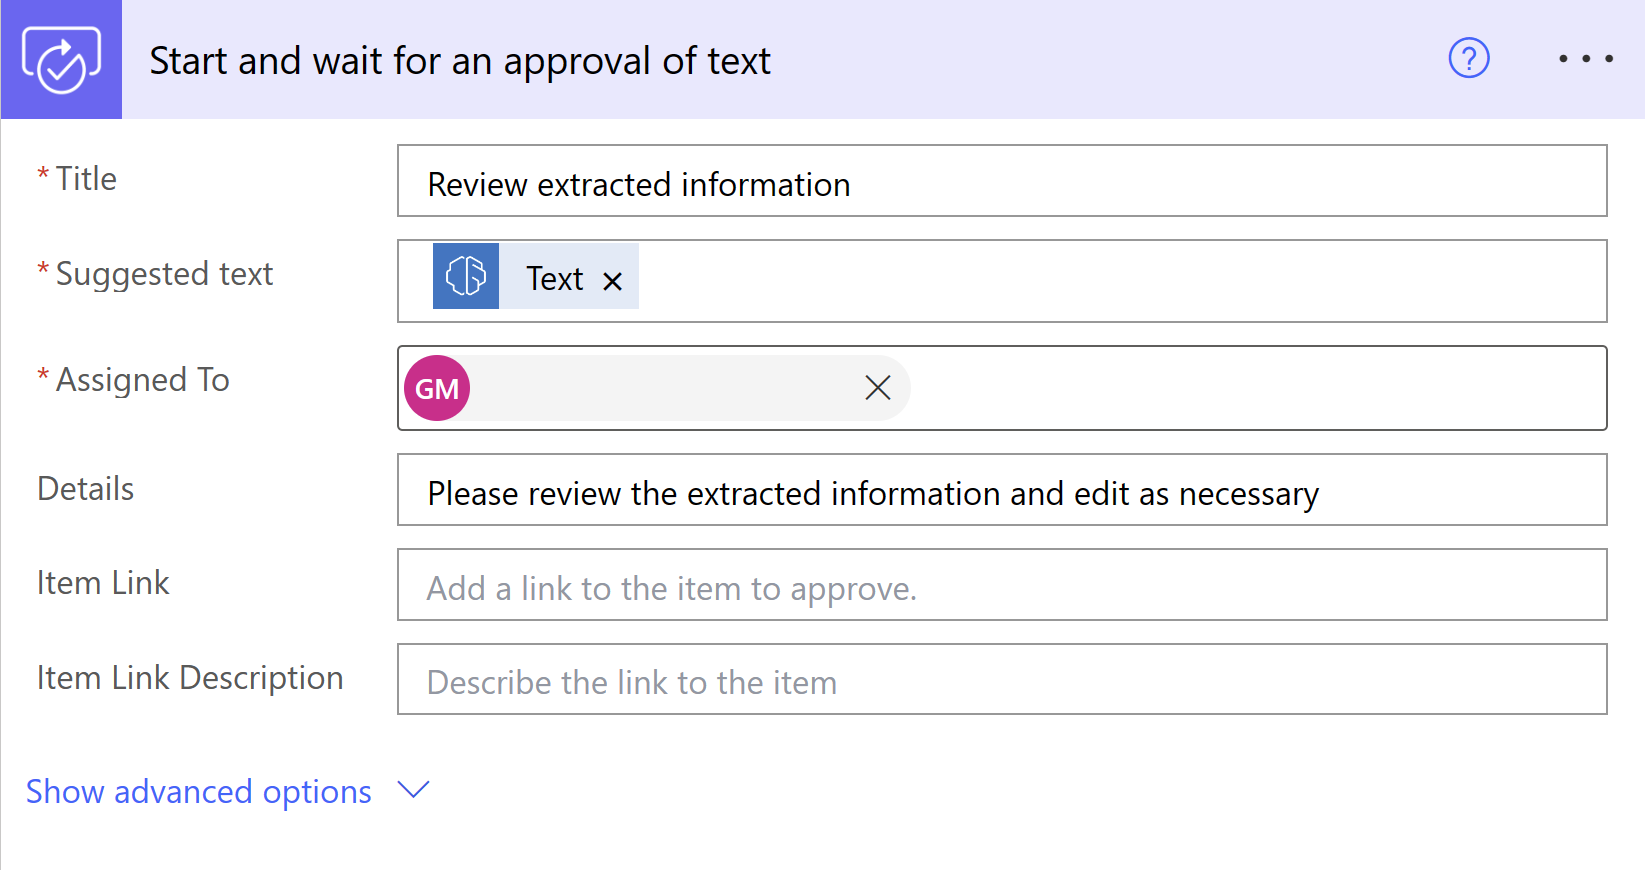 Start and wait for an approval of text
?
* Title
Review extracted information
* Suggested text
Text
* Assigned To
GM
Details
Please review the extracted information and edit as necessary
Item Link
Add a link to the item to approve.
Item Link Description
Describe the link to the item
Show advanced options